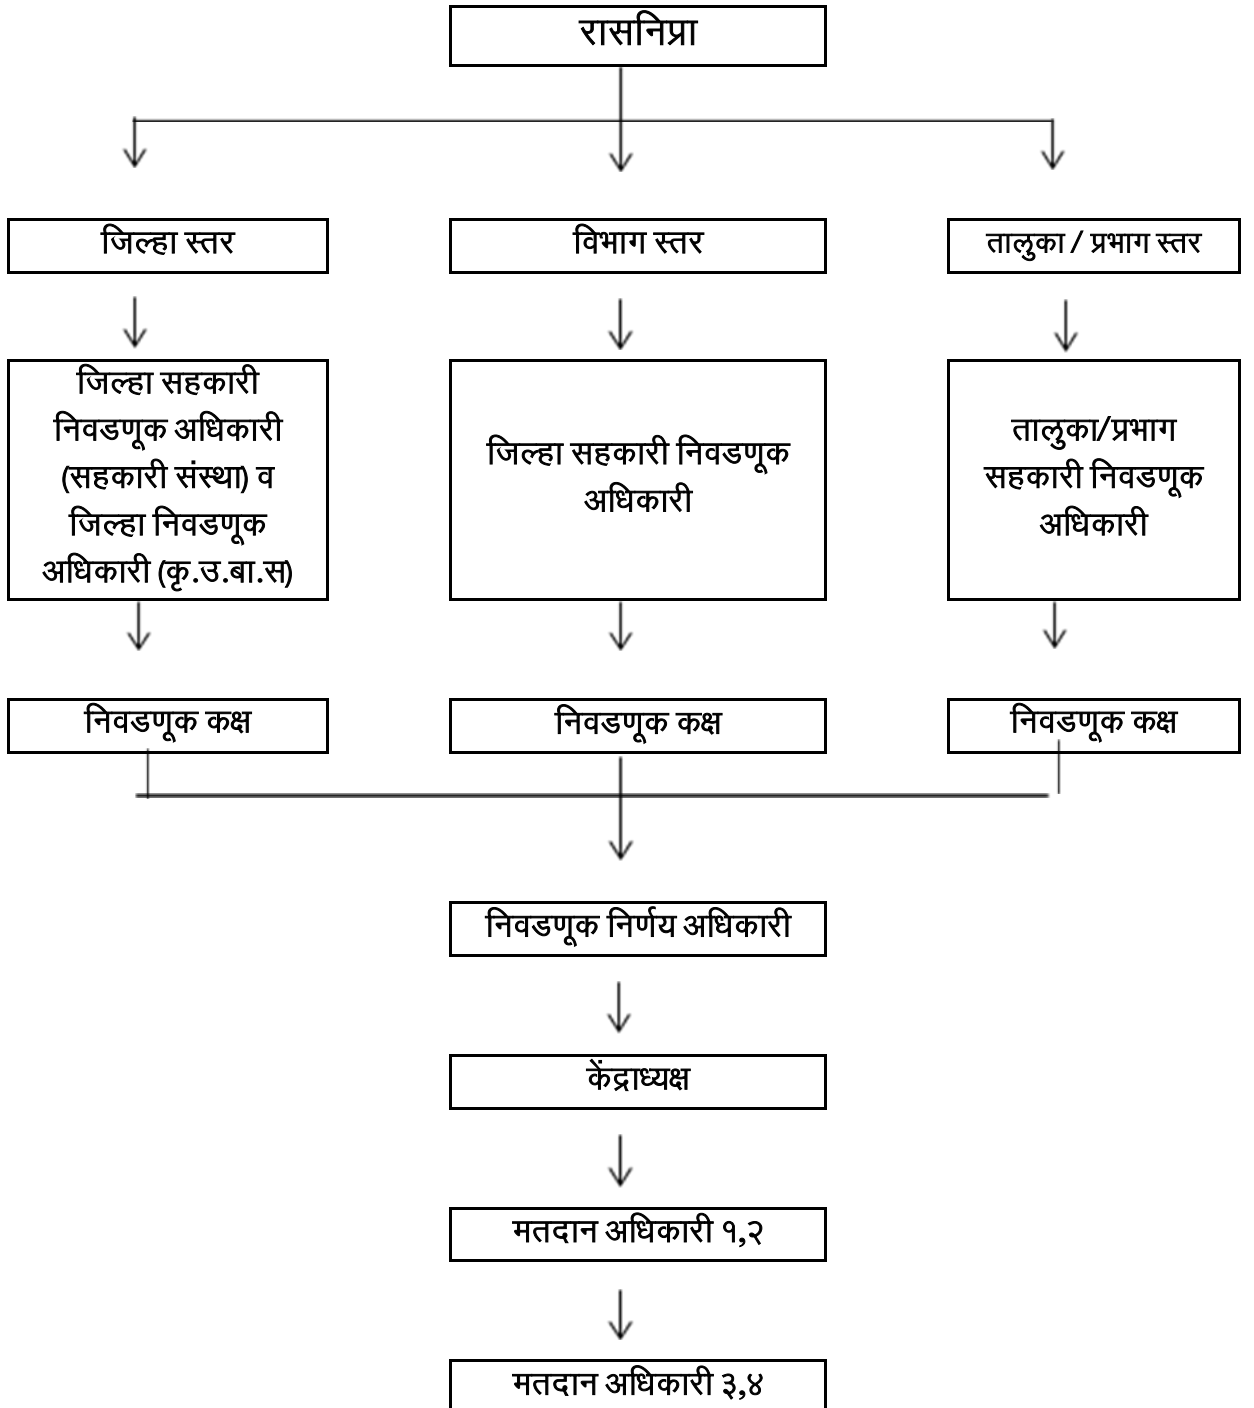 रासनिप्रा
जिल्हा स्तर
विभाग स्तर
तालुका / प्रभाग स्तर
जिल्हा सहकारी
निवडणूक अधिकारी
(सहकारी संस्था) व
जिल्हा निवडणूक
अधिकारी (कृ.उ.बा.स)
जिल्हा सहकारी निवडणूक
अधिकारी
तालुका/प्रभाग
सहकारी निवडणूक
अधिकारी
निवडणूक कक्ष
निवडणूक कक्ष
निवडणूक कक्ष
निवडणूक निर्णय अधिकारी
केंद्राध्यक्ष
मतदान अधिकारी १,२
मतदान अधिकारी ३,४